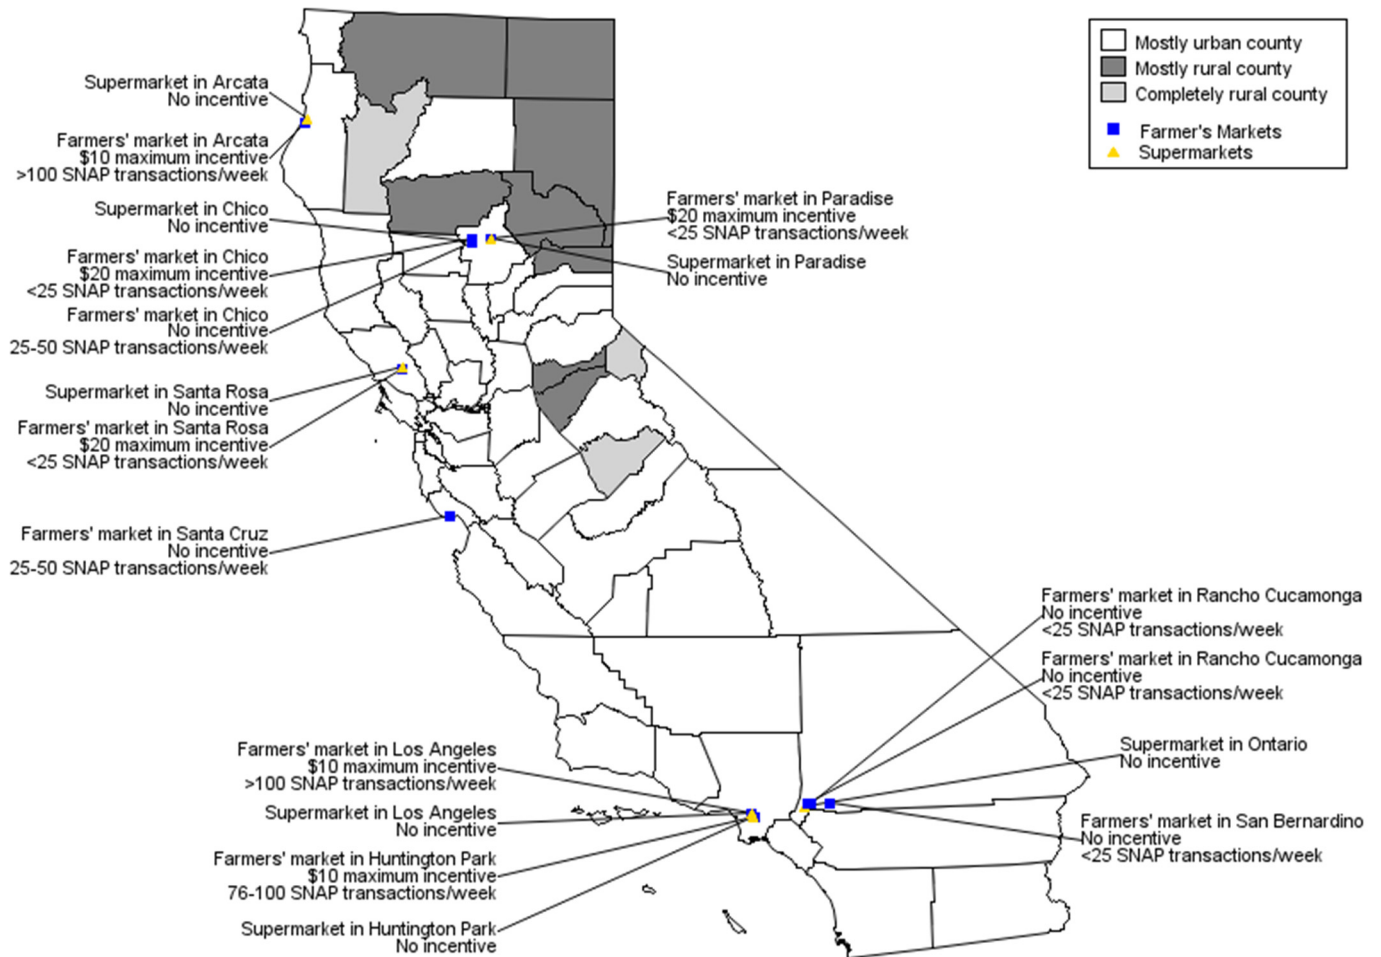 Mostly urban county
Mostly rural county
Completely rural county
Farmer's Markets
Supermarkets
Supermarket in Arcata
No incentive
Farmers' market in Arcata
$10 maximum incentive
>100 SNAP transactions/week
Supermarket in Chico
No incentive
Farmers' market in Chico
$20 maximum incentive
<25 SNAP transactions/week
Farmers' market in Chico
No incentive
25-50 SNAP transactions/week
Supermarket in Santa Rosa
No incentive
Farmers' market in Santa Rosa
$20 maximum incentive
<25 SNAP transactions/week
Farmers' market in Santa Cruz
No incentive
25-50 SNAP transactions/week
Farmers' market in Paradise
$20 maximum incentive
<25 SNAP transactions/week
Supermarket in Paradise
No incentive
Farmers' market in Rancho Cucamonga
No incentive
<25 SNAP transactions/week
Farmers' market in Rancho Cucamonga
No incentive
<25 SNAP transactions/week
Supermarket in Ontario
No incentive
Farmers' market in San Bernardino
No incentive
<25 SNAP transactions/week
Farmers' market in Los Angeles
$10 maximum incentive
>100 SNAP transactions/week
Supermarket in Los Angeles
No incentive
Farmers' market in Huntington Park
$10 maximum incentive
76-100 SNAP transactions/week
Supermarket in Huntington Park
No incentive